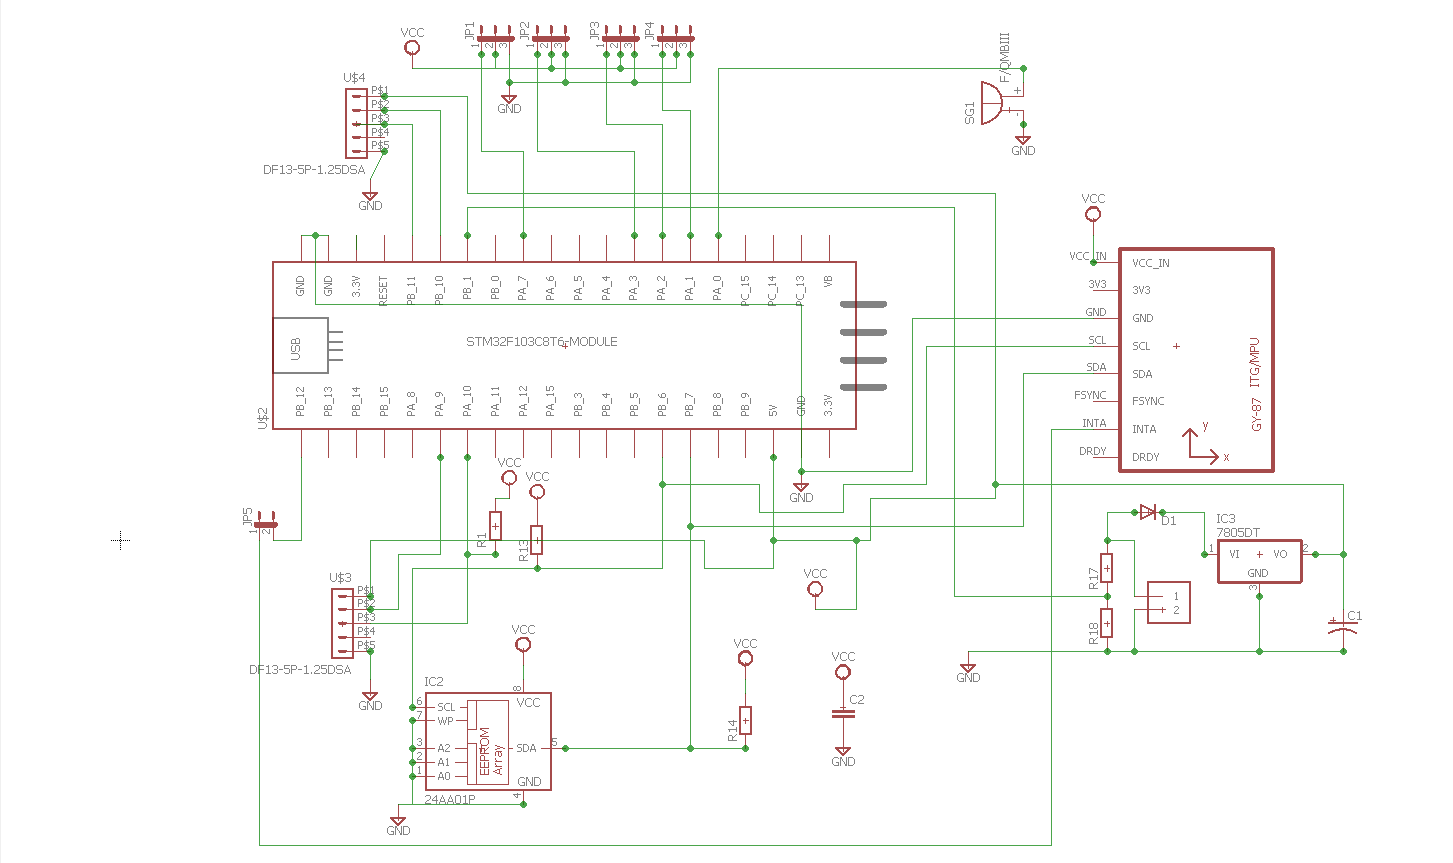 VCC
JP1
1
2
3
JP2
1
2
3
JP3
1
2
3
JP4
1
2
3
GND
F/QMBIII
SG1
+
-
GND
U$4
P$1
P$2
P$3
P$4
P$5
DF13-5P-1.25DSA
GND
VCC
VCC_IN
3V3
GND
SCL
SDA
FSYNC
INTA
DRDY
VCC_IN
3V3
GND
SCL
SDA
FSYNC
INTA
DRDY
GY-87 ITG/MPU
y
x
GND
GND
3.3V
RESET
PB_11
PB_10
PB_1
PB_0
PA_7
PA_6
PA_5
PA_4
PA_3
PA_2
PA_1
PA_0
PC_15
PC_14
PC_13
VB
USB
STM32F103C8T6-MODULE
U$2
PB_12
PB_13
PB_14
PB_15
PA_8
PA_9
PA_10
PA_11
PA_12
PA_15
PB_3
PB_4
PB_5
PB_6
PB_7
PB_8
PB_9
5V
GND
3.3V
VCC
VCC
GND
JP5
1
2
R1
R13
D1
IC3
7805DT
1
VI
VO
2
GND
3
R17
R18
1
2
C1
+
GND
VCC
U$3
P$1
P$2
P$3
P$4
P$5
DF13-5P-1.25DSA
GND
VCC
VCC
VCC
IC2
8
VCC
6
SCL
7
WP
3
A2
2
A1
1
A0
EEPROM
Array
SDA
5
GND
4
24AA01P
GND
R14
C2
GND